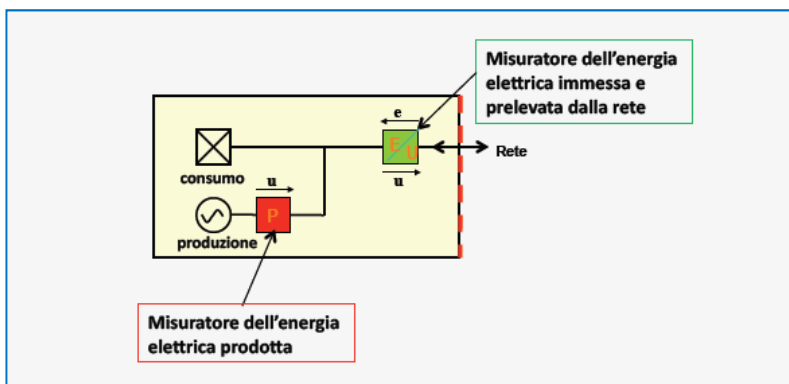 Misuratore dell'energia
elettrica immessa e
prelevata dalla rete
e
E U
u
Rete
consumo
u
P
produzione
Misuratore dell'energia
elettrica prodotta